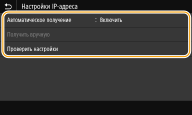 Настройки IP-адреса
Автоматическое получение : Включить
Получить вручную
Проверить настройки